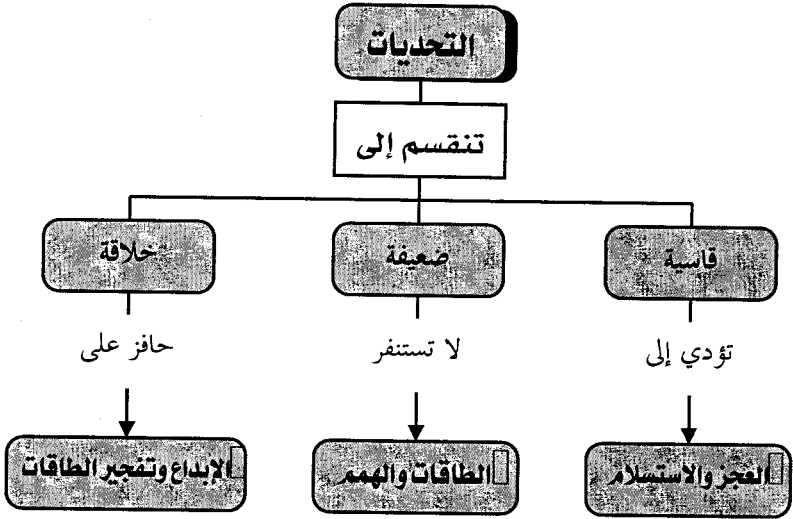 التحديات
تنقسم إلى
قاسية
ضعيفة
خلاقة
تؤدي إلى
لا تستنفر
حافز على
العجز والاستسلام
الطاقات والهمم
الإبداع وتفجير الطاقات